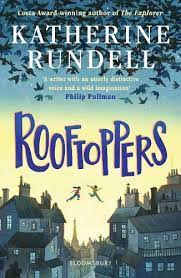 Costa Award-winning author of The Explorer
KATHERINE
RUNDELL
'A writer with an utterly distinctive
voice and a wild imagination'
Philip Pullman
ROOFTOPPERS
BLOOMSBURY